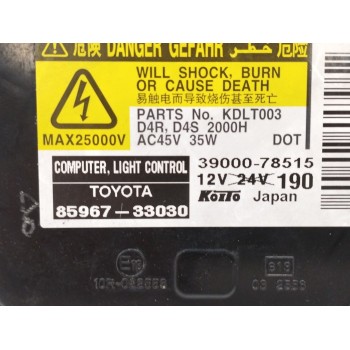 危険 DANGER GEFAHR خطر 危险
WILL SHOCK, BURN
OR CAUSE DEATH
易触电而导致烧伤甚至死亡
PARTS No. KDLT003
D4R, D4S 2000H
MAX25000V AC45V 35W DOT
COMPUTER, LIGHT CONTROL 39000-78515
12V 24V 190
TOYOTA
85967-33030 Koito Japan